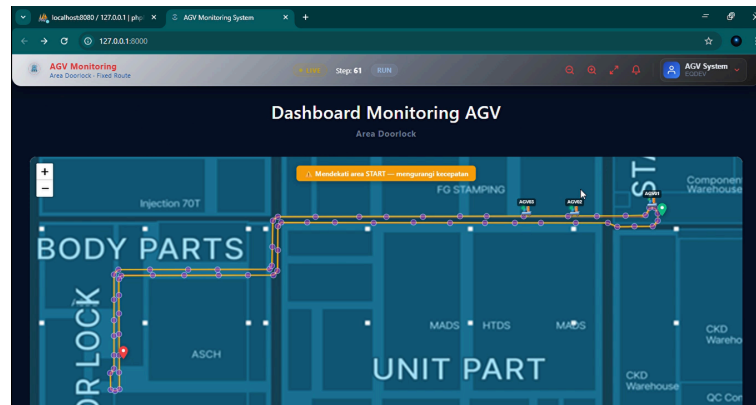 localhost:8080 / 127.0.0.1 | php
AGV Monitoring System
127.0.0.1:8000
AGV Monitoring
Area Doorlock - Fixed Route
LIVE
Step: 61
RUN
AGV System
EQDEV
Dashboard Monitoring AGV
Area Doorlock
+
−
⚠ Mendekati area START — mengurangi kecepatan
Injection 70T
FG STAMPING
STA
Component
Warehouse
AGV03
AGV02
AGV01
BODY PARTS
OR LOCK
MADS
HTDS
MADS
CKD
Wareho
ASCH
UNIT PART
CKD
Warehouse
QC Con